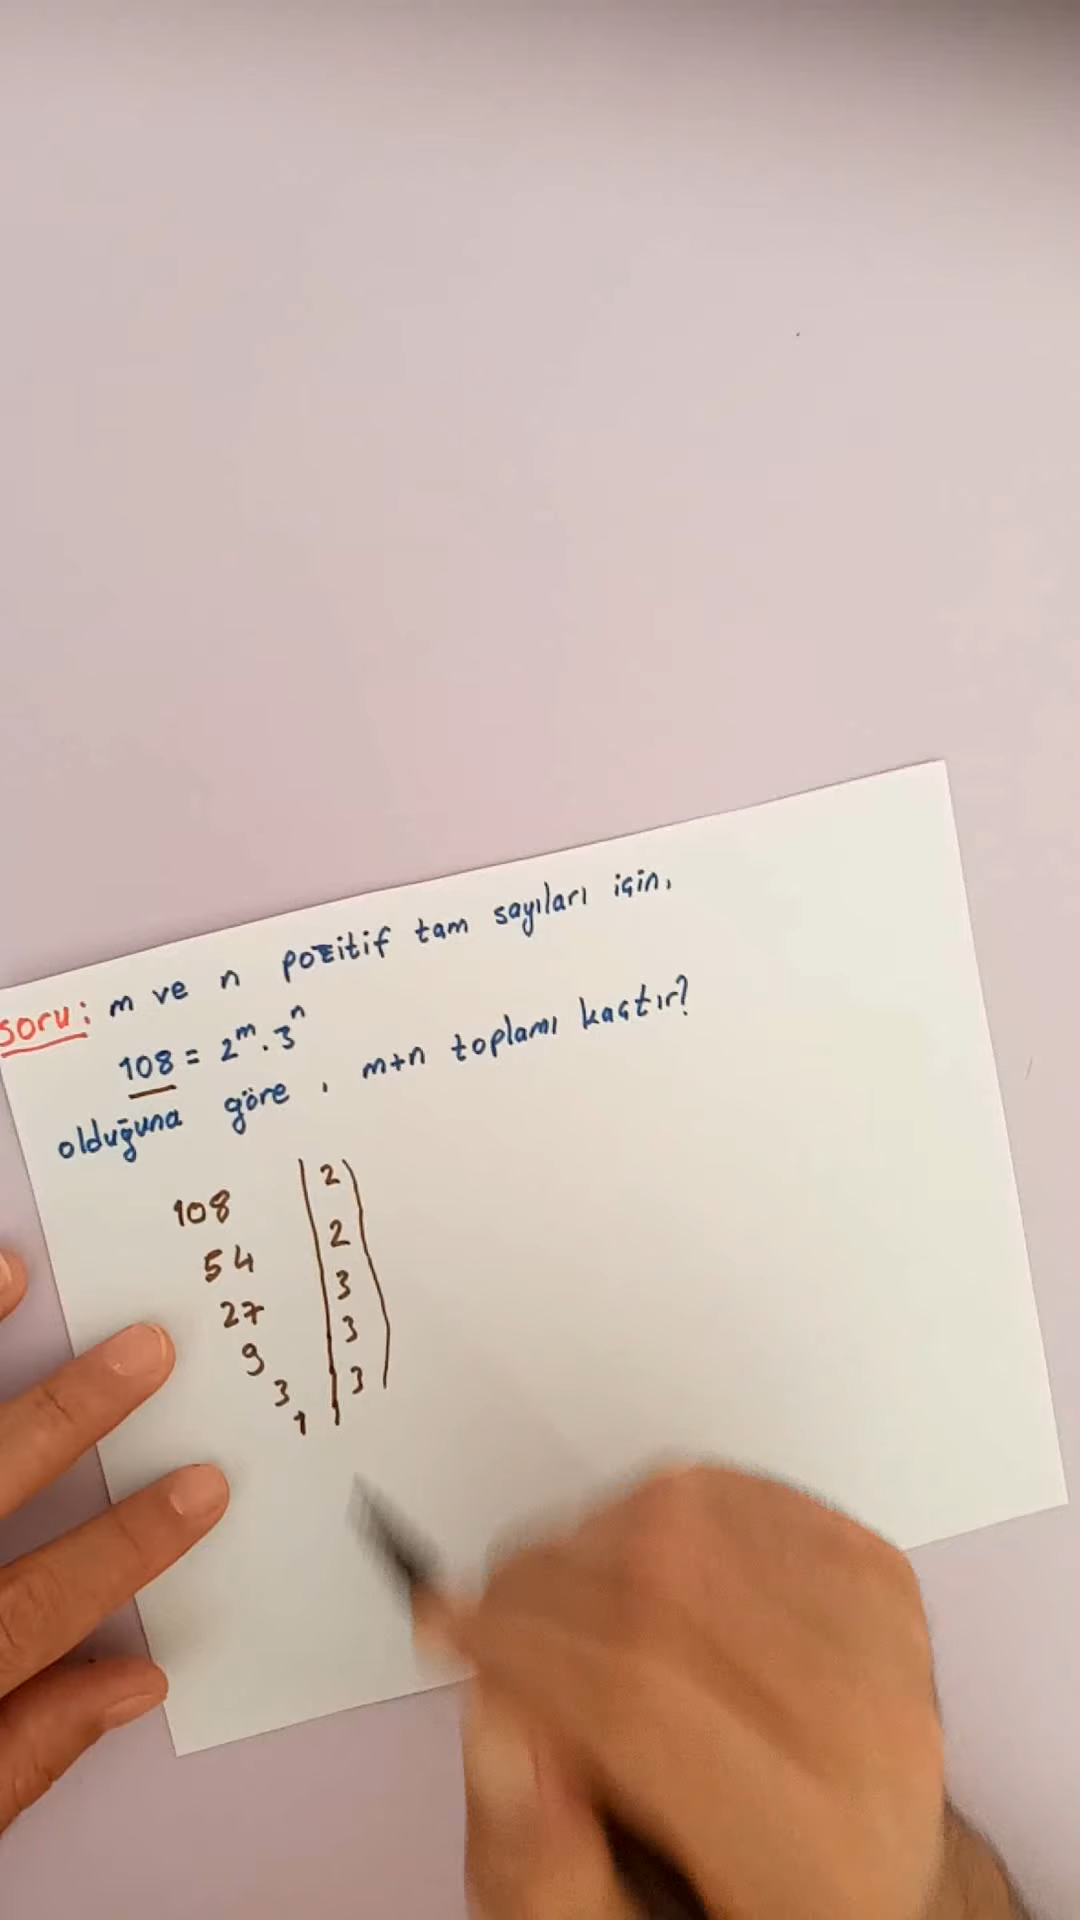 soru: m ve n pozitif tam sayıları için,
108 = 2^m . 3^n
olduğuna göre, m+n toplamı kaçtır?
108 | 2
54 | 2
27 | 3
9 | 3
3 | 3
1